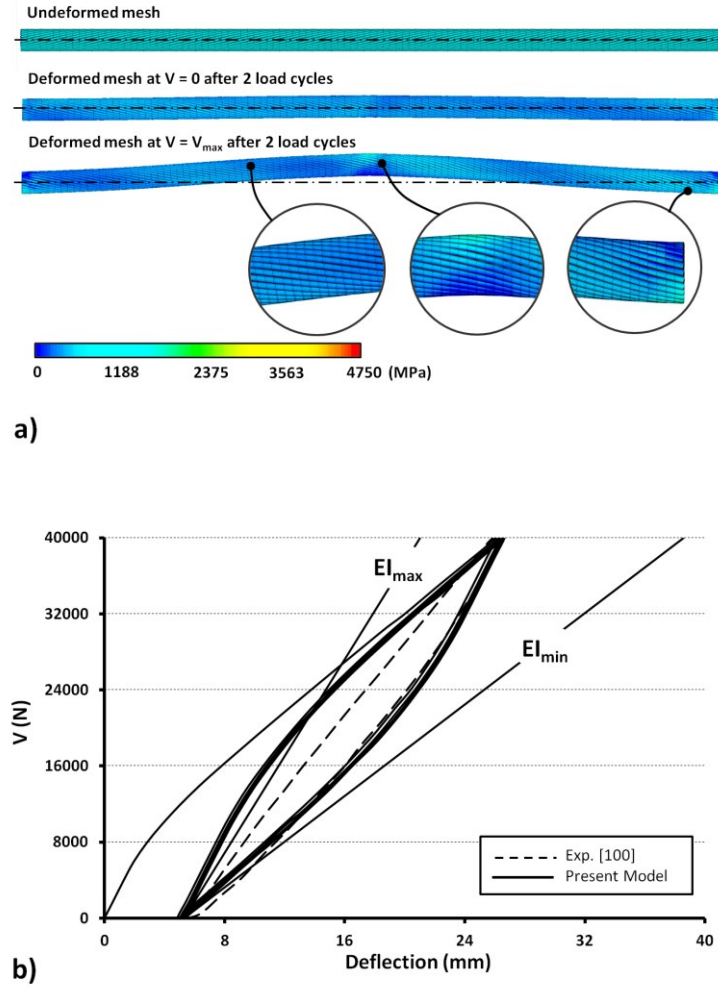 Undeformed mesh
Deformed mesh at V = 0 after 2 load cycles
Deformed mesh at V = Vmax after 2 load cycles
0 1188 2375 3563 4750 (MPa)
a)
40000
32000
24000
16000
8000
0
V (N)
EImax
EImin
Exp. [100]
Present Model
0 8 16 24 32 40
Deflection (mm)
b)